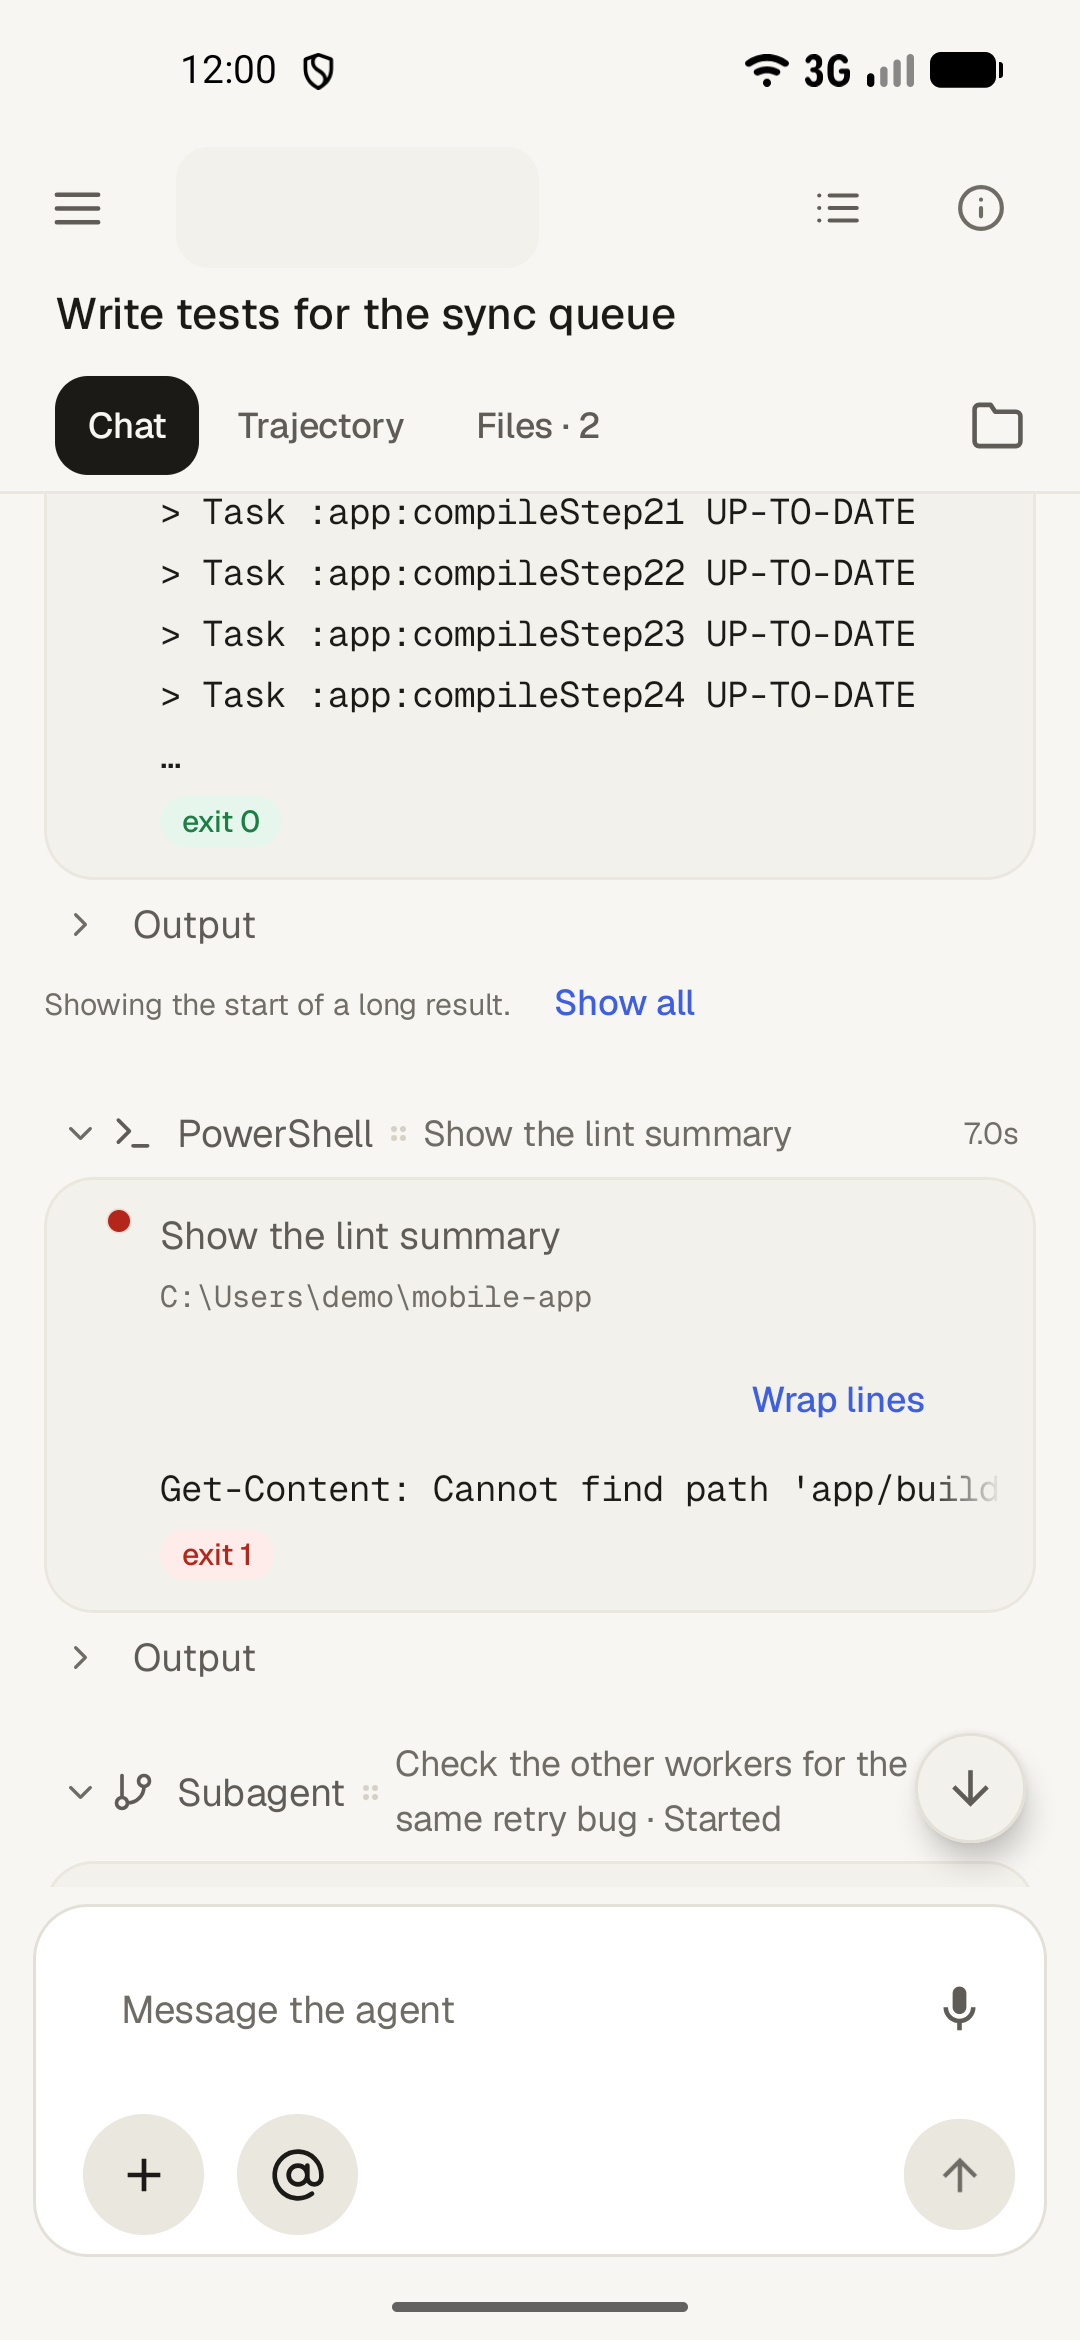 12:00
3G
Write tests for the sync queue
Chat
Trajectory
Files · 2
> Task :app:compileStep21 UP-TO-DATE
> Task :app:compileStep22 UP-TO-DATE
> Task :app:compileStep23 UP-TO-DATE
> Task :app:compileStep24 UP-TO-DATE
…
exit 0
Output
Showing the start of a long result. Show all
PowerShell Show the lint summary 7.0s
Show the lint summary
C:\Users\demo\mobile-app
Wrap lines
Get-Content: Cannot find path 'app/build
exit 1
Output
Subagent Check the other workers for the
same retry bug · Started
Message the agent